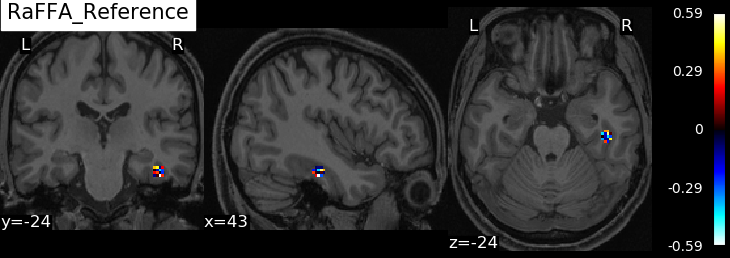 RaFFA_Reference
L
R
L
R
y=-24
x=43
z=-24
0.59
0.29
0
-0.29
-0.59